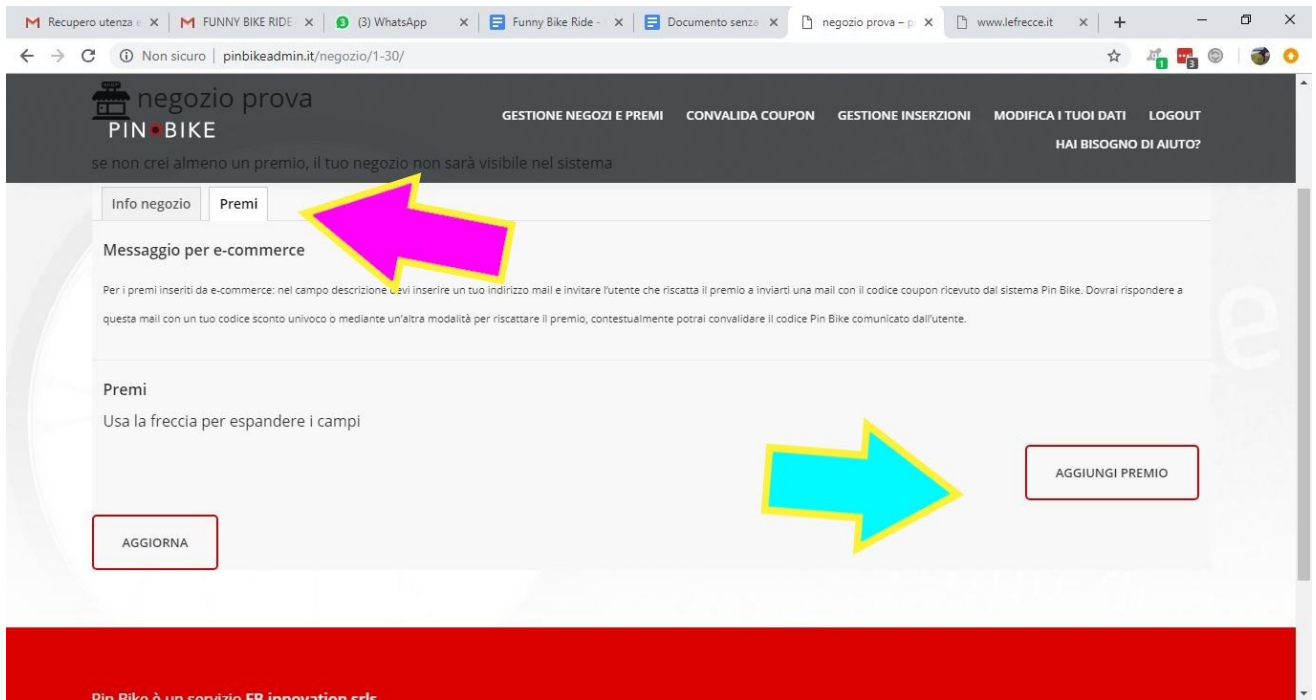 Recupero utenza e
FUNNY BIKE RIDE
(3) WhatsApp
Funny Bike Ride -
Documento senza
negozio prova – p
www.lefrecce.it
Non sicuro | pinbikeadmin.it/negozio/1-30/
1
3
negozio prova
PIN BIKE
GESTIONE NEGOZI E PREMI CONVALIDA COUPON GESTIONE INSERZIONI MODIFICA I TUOI DATI LOGOUT
HAI BISOGNO DI AIUTO?
se non crei almeno un premio, il tuo negozio non sarà visibile nel sistema
Info negozio Premi
Messaggio per e-commerce
Per i premi inseriti da e-commerce: nel campo descrizione devi inserire un tuo indirizzo mail e invitare l'utente che riscatta il premio a inviarti una mail con il codice coupon ricevuto dal sistema Pin Bike. Dovrai rispondere a
questa mail con un tuo codice sconto univoco o mediante un'altra modalità per riscattare il premio, contestualmente potrai convalidare il codice Pin Bike comunicato dall'utente.
Premi
Usa la freccia per espandere i campi
AGGIUNGI PREMIO
AGGIORNA
Pin Bike è un servizio FB innovation srls